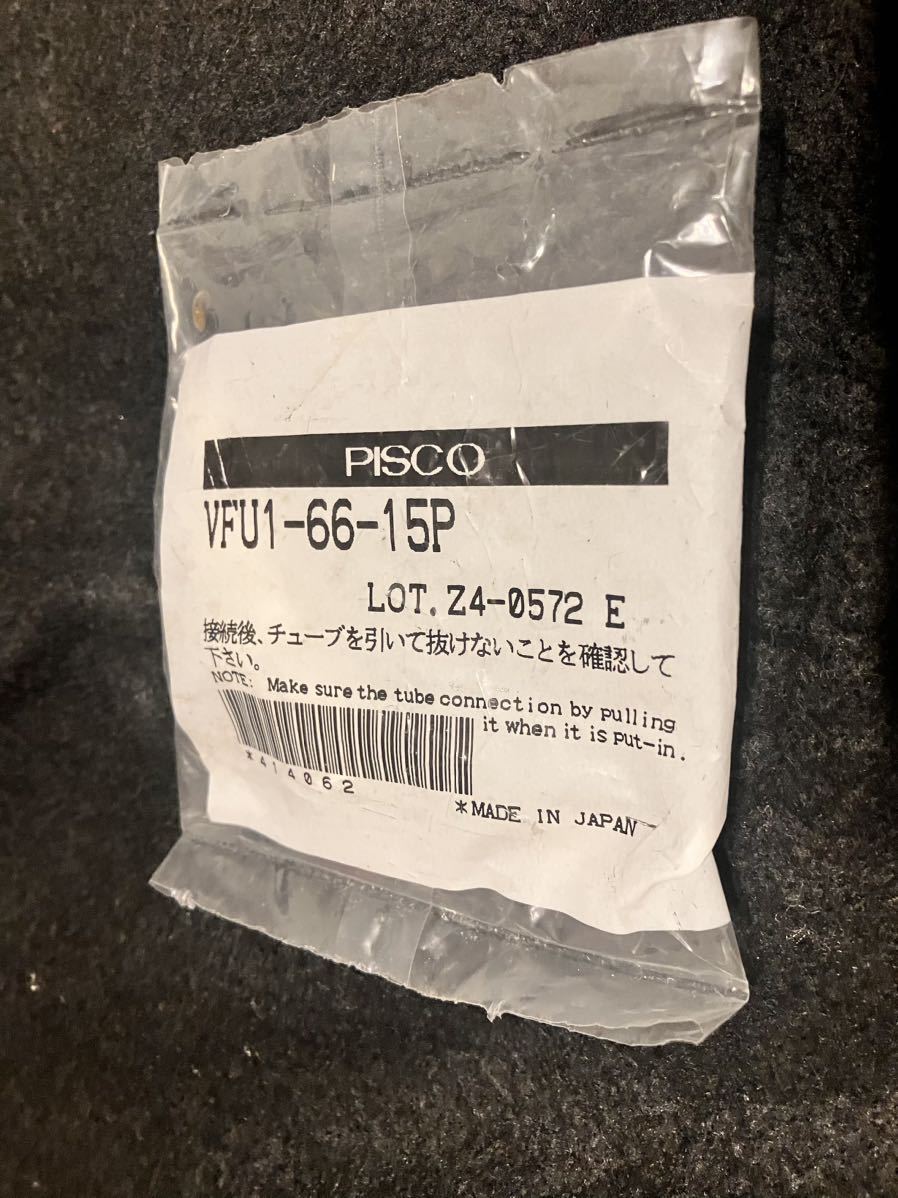 PISCO
VFU1-66-15P
LOT. Z4-0572 E
接続後、チューブを引いて抜けないことを確認して
下さい。
NOTE: Make sure the tube connection by pulling
it when it is put-in.
*414062
*MADE IN JAPAN